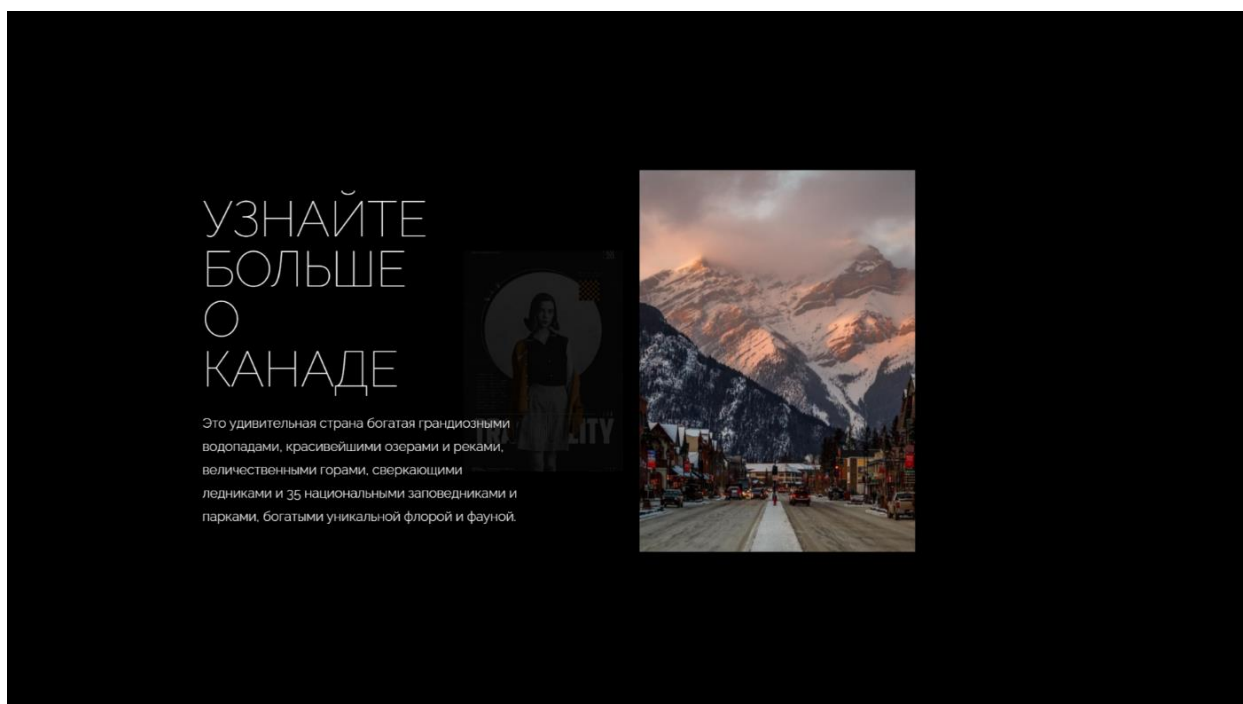 УЗНАЙТЕ
БОЛЬШЕ
О
КАНАДЕ
Это удивительная страна богатая грандиозными
водопадами, красивейшими озерами и реками,
величественными горами, сверкающими
ледниками и 35 национальными заповедниками и
парками, богатыми уникальной флорой и фауной.